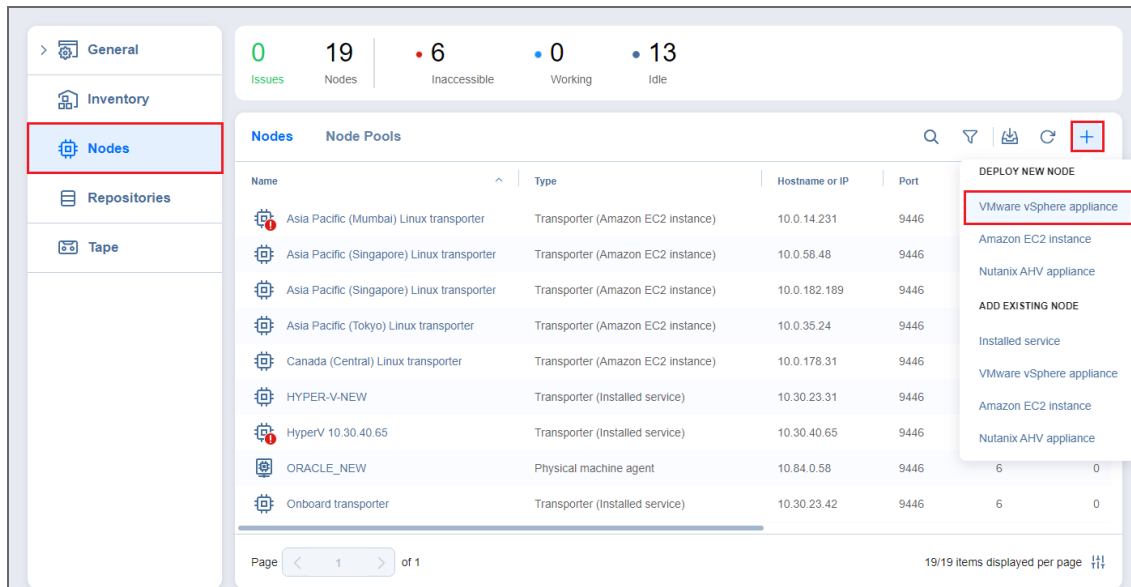 General
Inventory
Nodes
Repositories
Tape
0 19 6 0 13
Issues Nodes Inaccessible Working Idle
Nodes Node Pools
Name Type Hostname or IP Port
Asia Pacific (Mumbai) Linux transporter Transporter (Amazon EC2 instance) 10.0.14.231 9446
Asia Pacific (Singapore) Linux transporter Transporter (Amazon EC2 instance) 10.0.58.48 9446
Asia Pacific (Singapore) Linux transporter Transporter (Amazon EC2 instance) 10.0.182.189 9446
Asia Pacific (Tokyo) Linux transporter Transporter (Amazon EC2 instance) 10.0.35.24 9446
Canada (Central) Linux transporter Transporter (Amazon EC2 instance) 10.0.178.31 9446
HYPER-V-NEW Transporter (Installed service) 10.30.23.31 9446
HyperV 10.30.40.65 Transporter (Installed service) 10.30.40.65 9446
ORACLE_NEW Physical machine agent 10.84.0.58 9446 6 0
Onboard transporter Transporter (Installed service) 10.30.23.42 9446 6 0
DEPLOY NEW NODE
VMware vSphere appliance
Amazon EC2 instance
Nutanix AHV appliance
ADD EXISTING NODE
Installed service
VMware vSphere appliance
Amazon EC2 instance
Nutanix AHV appliance
Page 1 of 1 19/19 items displayed per page